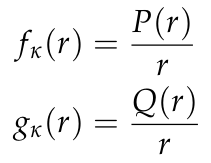 f_κ(r) = P(r)/r
g_κ(r) = Q(r)/r